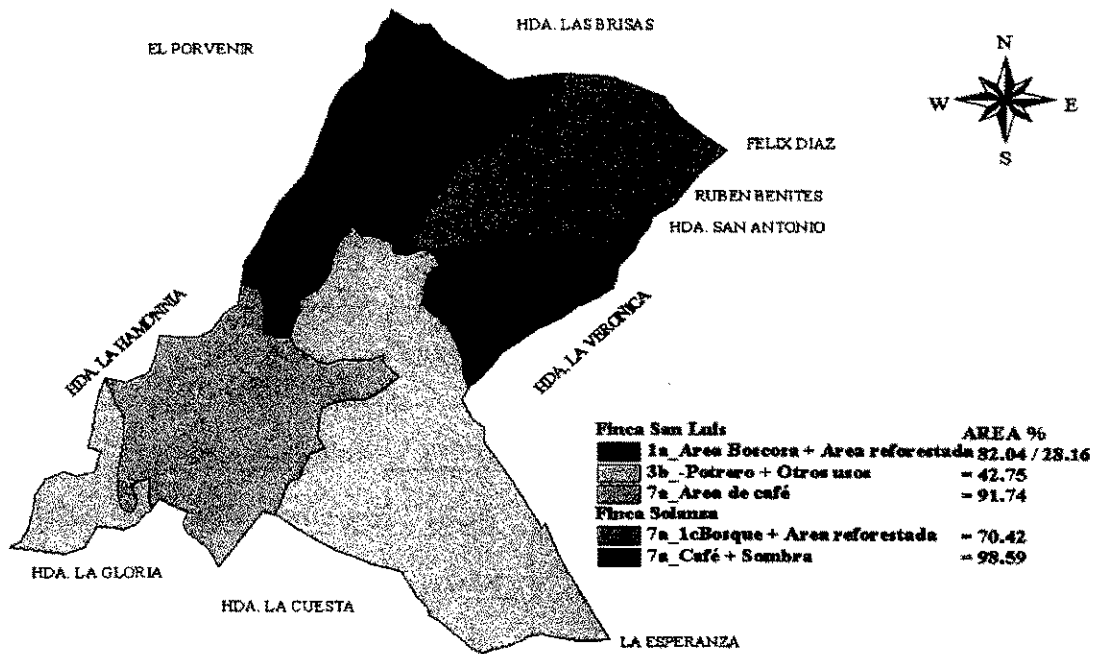 HDA. LAS BRISAS
EL PORVENIR
N
W
E
S
FELIX DIAZ
RUBEN BENITES
HDA. SAN ANTONIO
HDA. LA HAMONNIA
HDA. LA VERONICA
Finca San Luis AREA %
1a_Area Boscosa + Area reforestada = 82.04 / 28.16
3b_-Potrero + Otros usos = 42.75
7a_Area de café = 91.74
Finca Solanza
7a_1cBosque + Area reforestada = 70.42
7a_Café + Sombra = 98.59
HDA. LA GLORIA
HDA. LA CUESTA
LA ESPERANZA